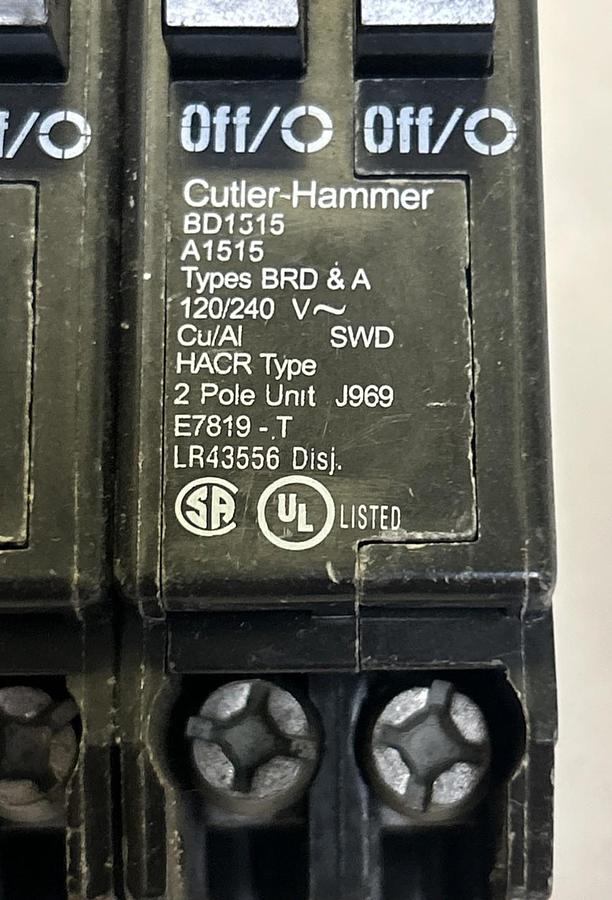 f/O Off/O Off/O
Cutler-Hammer
BD1515
A1515
Types BRD & A
120/240 V~
Cu/Al SWD
HACR Type
2 Pole Unit J969
E7819 - T
LR43556 Disj.
SA UL LISTED